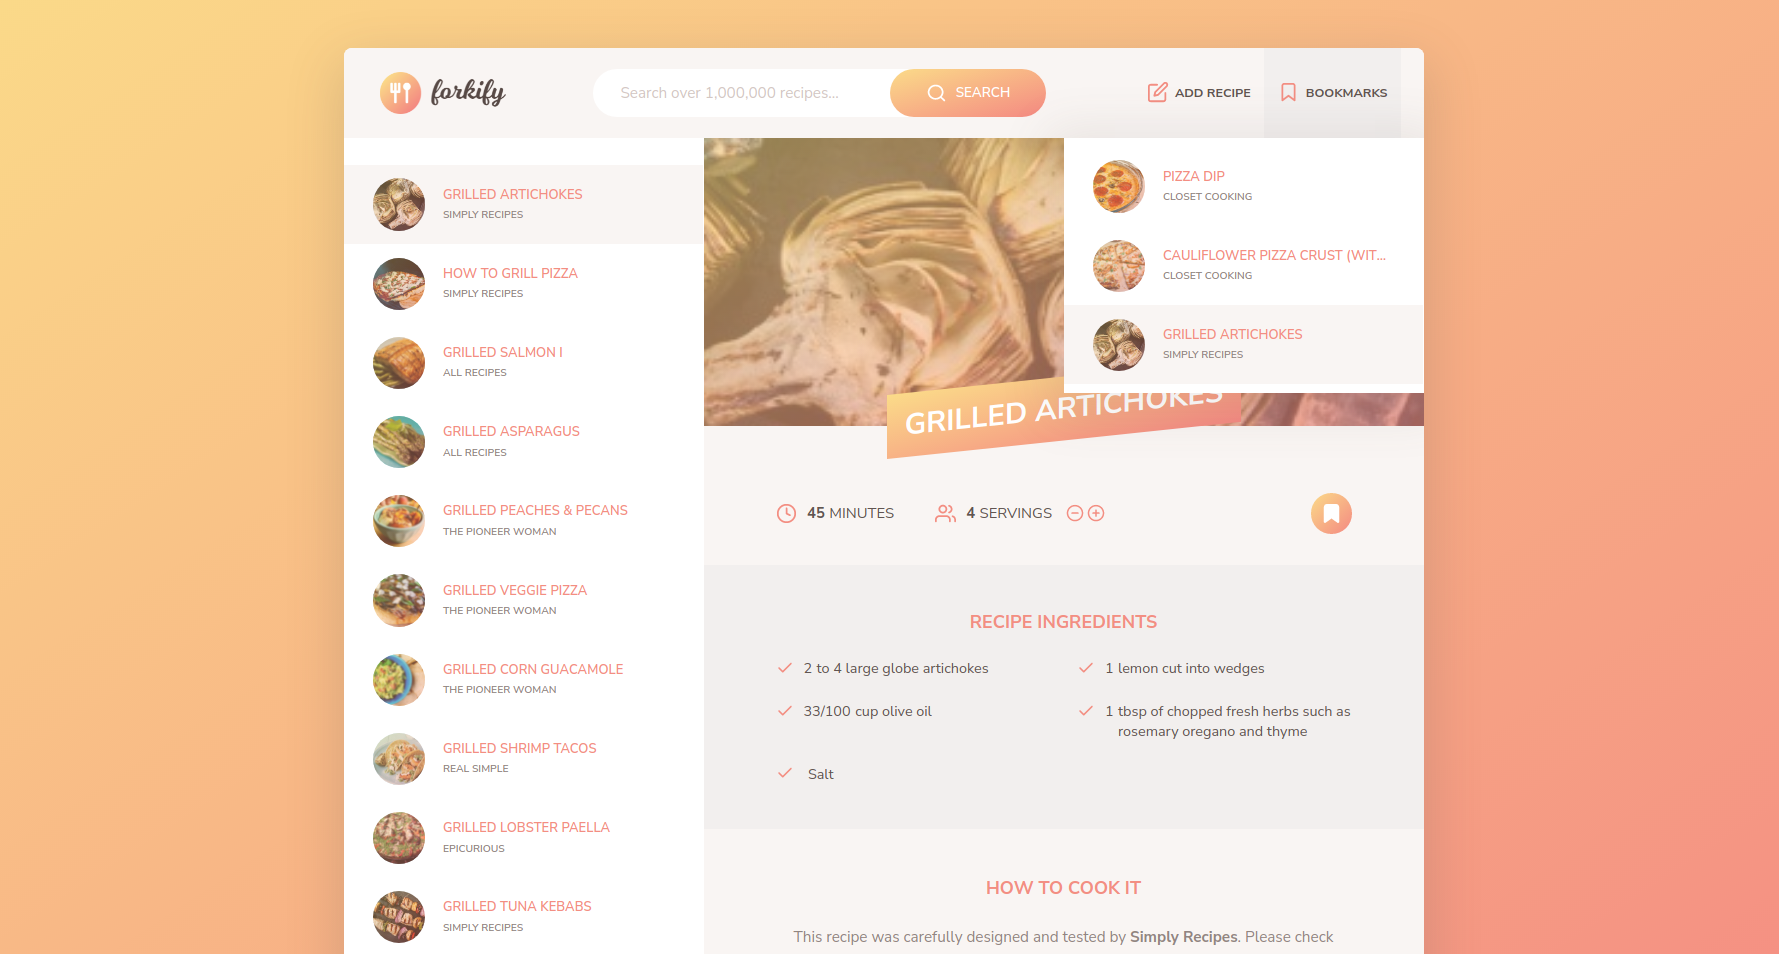 forkify
Search over 1,000,000 recipes...
SEARCH
ADD RECIPE
BOOKMARKS
GRILLED ARTICHOKES
SIMPLY RECIPES
HOW TO GRILL PIZZA
SIMPLY RECIPES
GRILLED SALMON I
ALL RECIPES
GRILLED ASPARAGUS
ALL RECIPES
GRILLED PEACHES & PECANS
THE PIONEER WOMAN
GRILLED VEGGIE PIZZA
THE PIONEER WOMAN
GRILLED CORN GUACAMOLE
THE PIONEER WOMAN
GRILLED SHRIMP TACOS
REAL SIMPLE
GRILLED LOBSTER PAELLA
EPICURIOUS
GRILLED TUNA KEBABS
SIMPLY RECIPES
PIZZA DIP
CLOSET COOKING
CAULIFLOWER PIZZA CRUST (WIT...
CLOSET COOKING
GRILLED ARTICHOKES
SIMPLY RECIPES
GRILLED ARTICHOKES
45 MINUTES
4 SERVINGS
RECIPE INGREDIENTS
2 to 4 large globe artichokes
1 lemon cut into wedges
33/100 cup olive oil
1 tbsp of chopped fresh herbs such as
rosemary oregano and thyme
Salt
HOW TO COOK IT
This recipe was carefully designed and tested by Simply Recipes. Please check